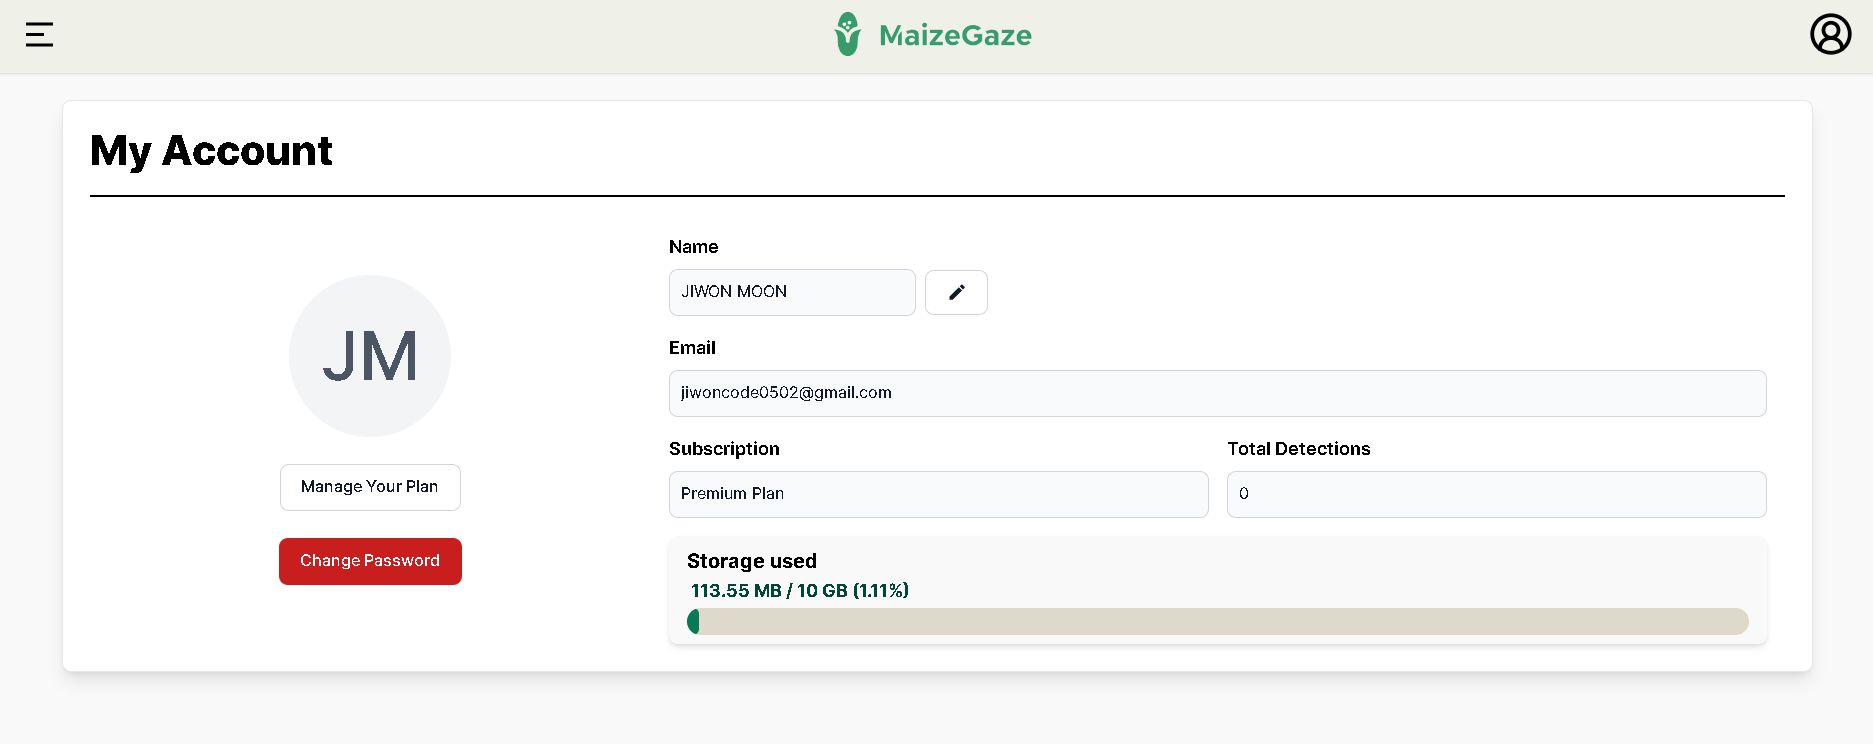 MaizeGaze
My Account
JM
Manage Your Plan
Change Password
Name
JIWON MOON
Email
jiwoncode0502@gmail.com
Subscription
Total Detections
Premium Plan
0
Storage used
113.55 MB / 10 GB (1.11%)